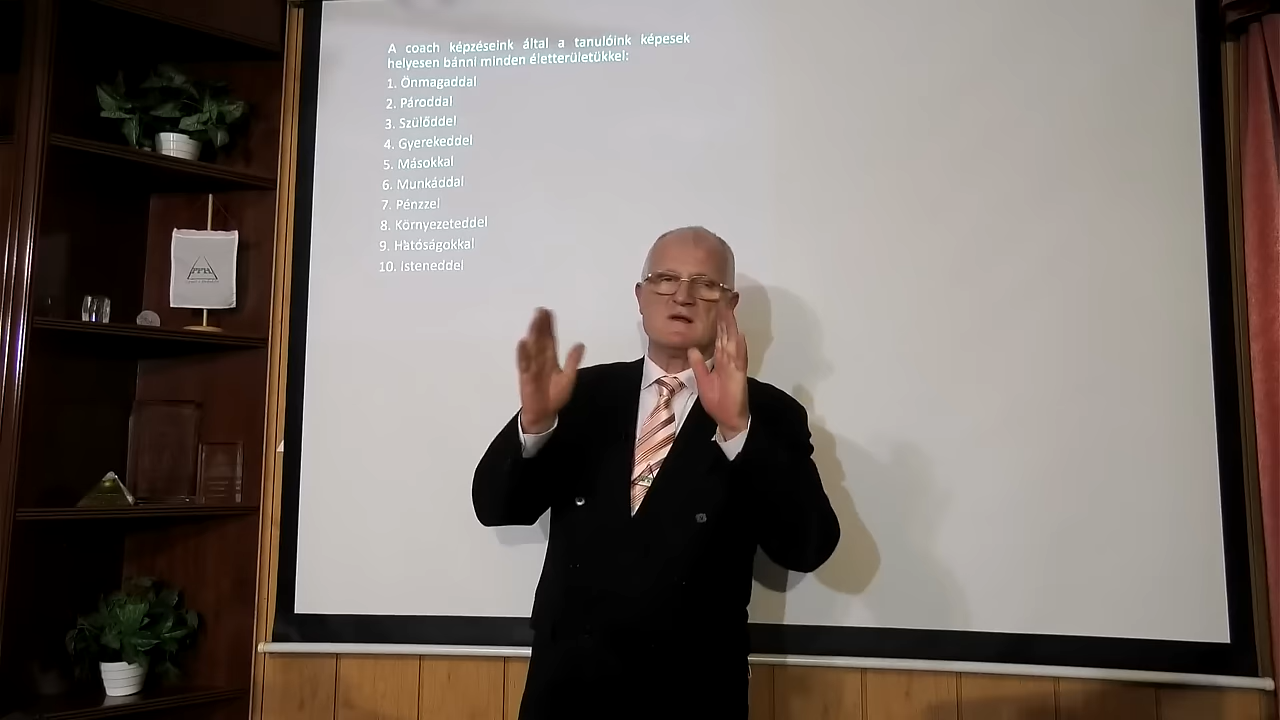 A coach képzéseink által a tanulóink képesek
helyesen bánni minden életterületükkel:
1. Önmagaddal
2. Pároddal
3. Szülőddel
4. Gyerekeddel
5. Másokkal
6. Munkáddal
7. Pénzzel
8. Környezeteddel
9. Hatóságokkal
10. Isteneddel